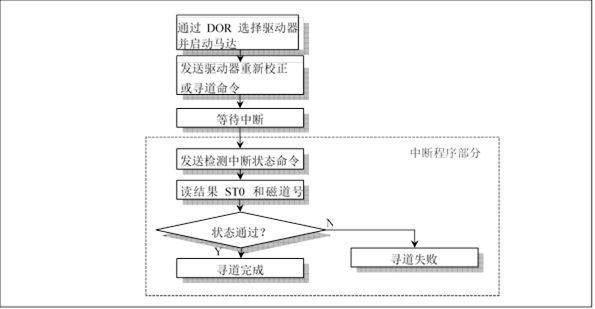 通过 DOR 选择驱动器
并启动马达
发送驱动器重新校正
或寻道命令
等待中断
中断程序部分
发送检测中断状态命令
读结果 ST0 和磁道号
状态通过？
N
Y
寻道完成
寻道失败